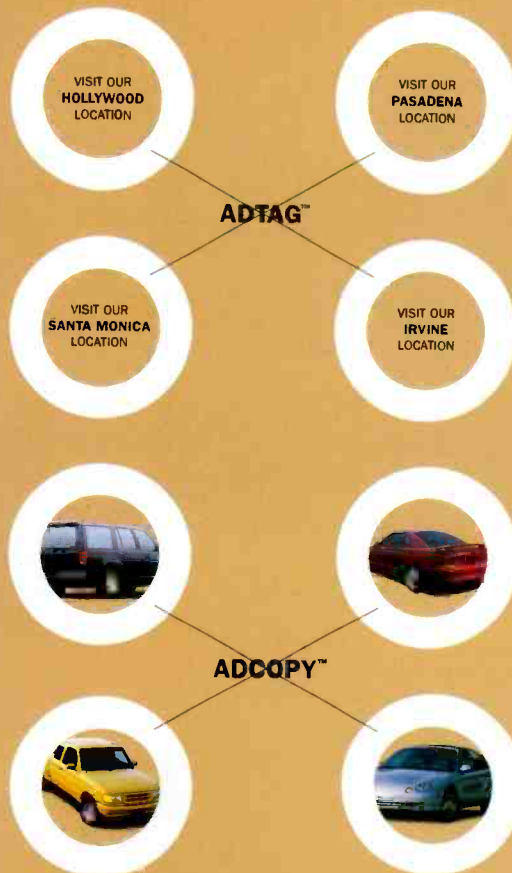 VISIT OUR
HOLLYWOOD
LOCATION
VISIT OUR
PASADENA
LOCATION
ADTAG™
VISIT OUR
SANTA MONICA
LOCATION
VISIT OUR
IRVINE
LOCATION
ADCOPY™